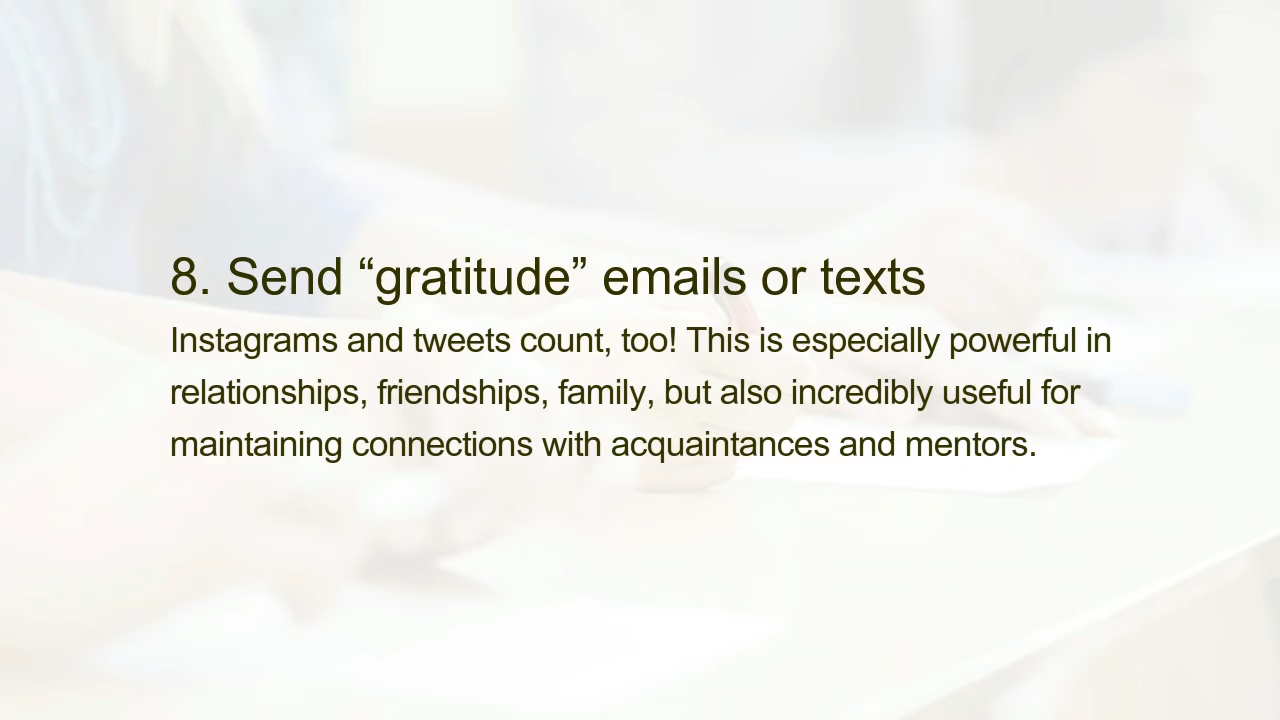 8. Send “gratitude” emails or texts
Instagrams and tweets count, too! This is especially powerful in
relationships, friendships, family, but also incredibly useful for
maintaining connections with acquaintances and mentors.